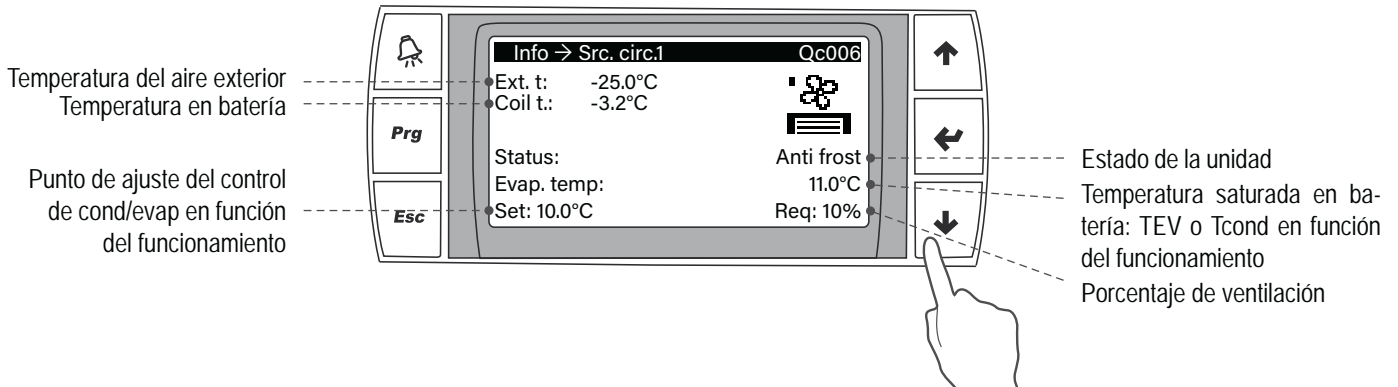 Temperatura del aire exterior
Temperatura en batería
Punto de ajuste del control
de cond/evap en función
del funcionamiento
Prg
Esc
Info → Src. circ.1 Qc006
Ext. t: -25.0°C
Coil t.: -3.2°C
Status: Anti frost
Evap. temp: 11.0°C
Set: 10.0°C Req: 10%
Estado de la unidad
Temperatura saturada en ba-
tería: TEV o Tcond en función
del funcionamiento
Porcentaje de ventilación